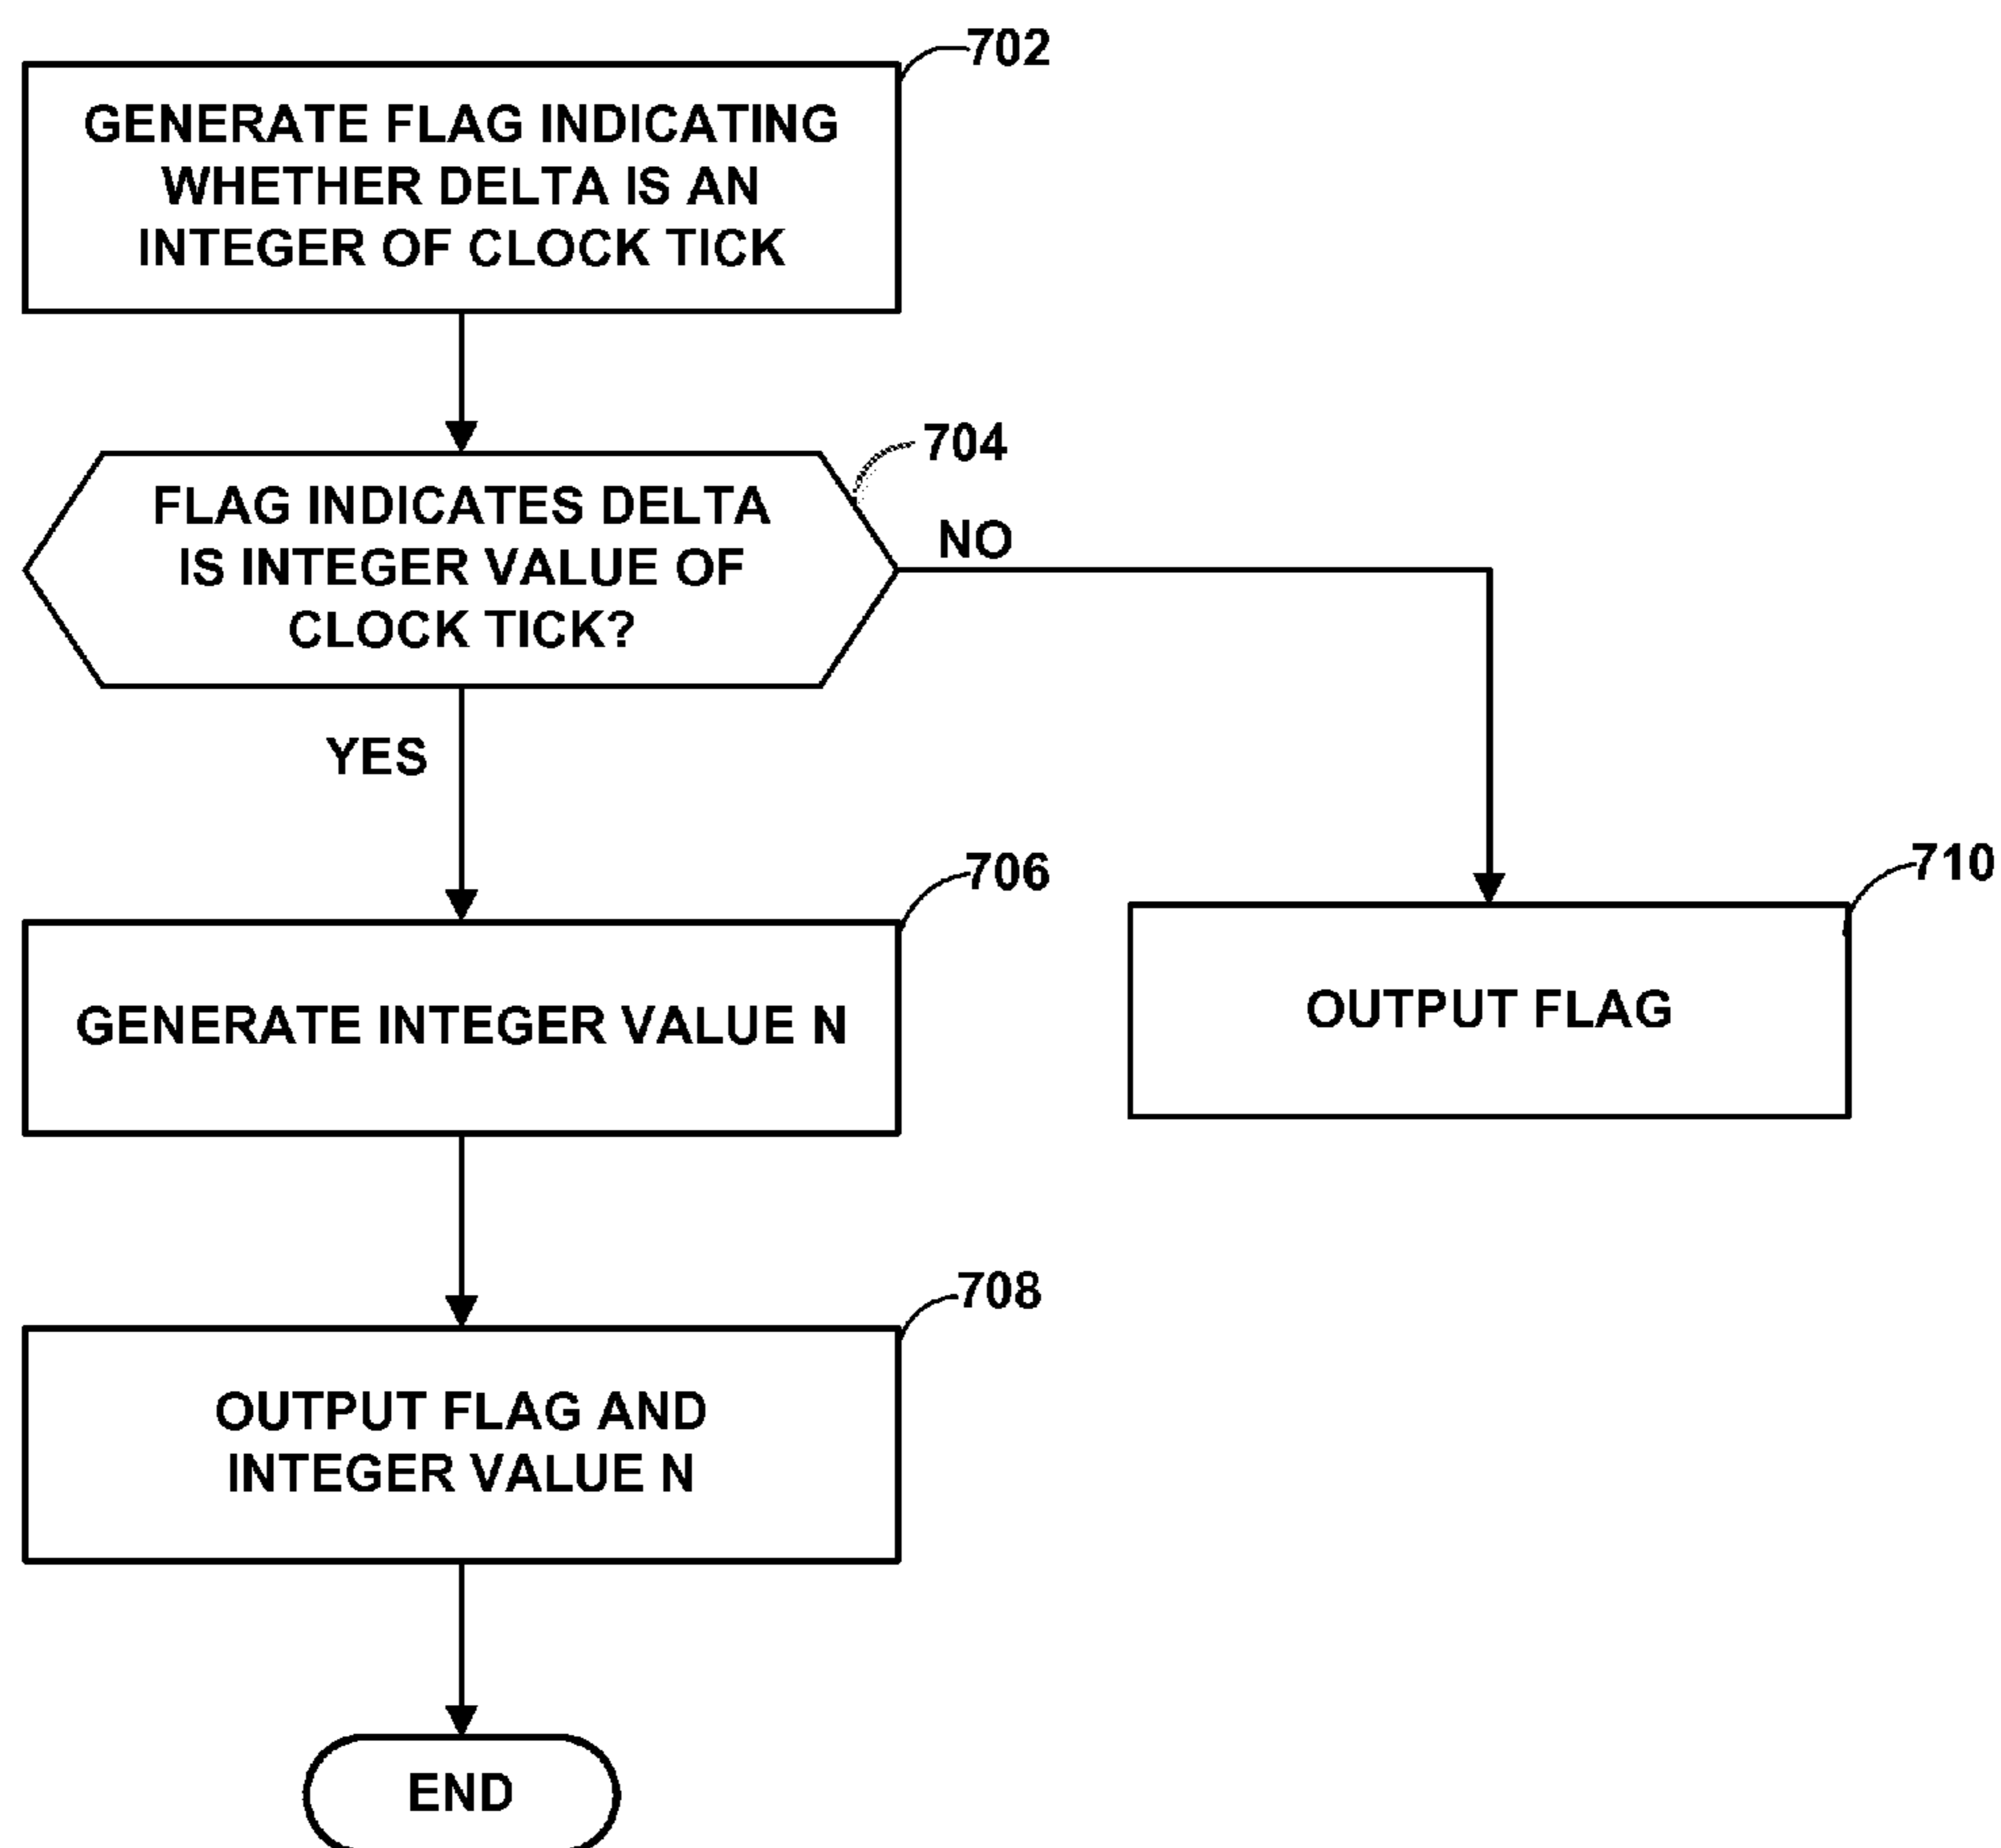 702
GENERATE FLAG INDICATING
WHETHER DELTA IS AN
INTEGER OF CLOCK TICK
704
FLAG INDICATES DELTA
IS INTEGER VALUE OF
CLOCK TICK?
NO
YES
706
GENERATE INTEGER VALUE N
710
OUTPUT FLAG
708
OUTPUT FLAG AND
INTEGER VALUE N
END